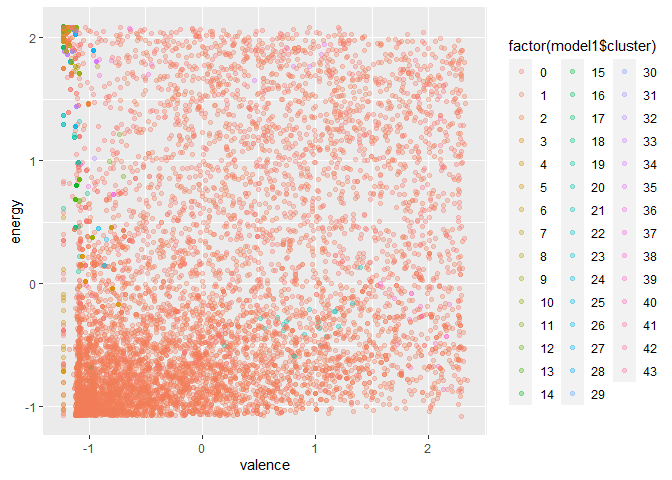 factor(model1$cluster)
0 15 30
1 16 31
2 17 32
3 18 33
4 19 34
5 20 35
6 21 36
7 22 37
8 23 38
9 24 39
10 25 40
11 26 41
12 27 42
13 28 43
14 29
2
1
0
-1
energy
-1 0 1 2
valence